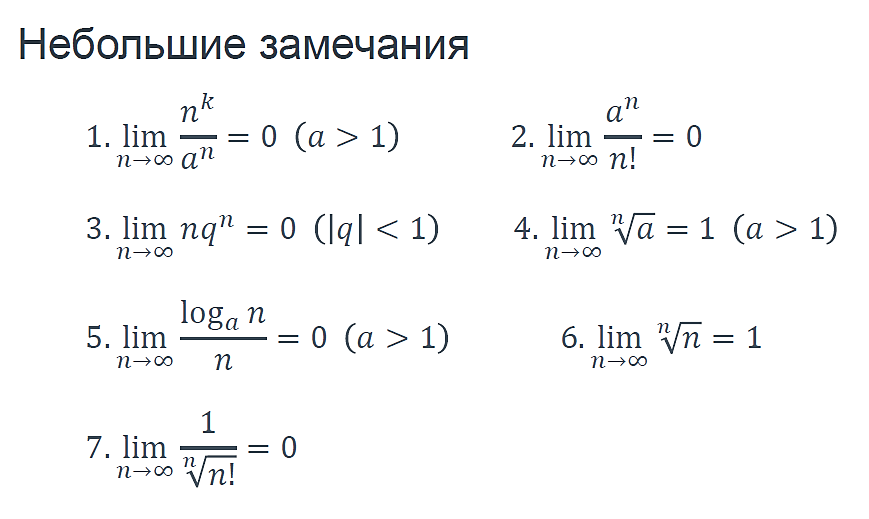 Небольшие замечания
1. lim_{n→∞} n^k/a^n = 0 (a > 1)
2. lim_{n→∞} a^n/n! = 0
3. lim_{n→∞} nq^n = 0 (|q| < 1)
4. lim_{n→∞} ⁿ√a = 1 (a > 1)
5. lim_{n→∞} log_a n/n = 0 (a > 1)
6. lim_{n→∞} ⁿ√n = 1
7. lim_{n→∞} 1/ⁿ√n! = 0